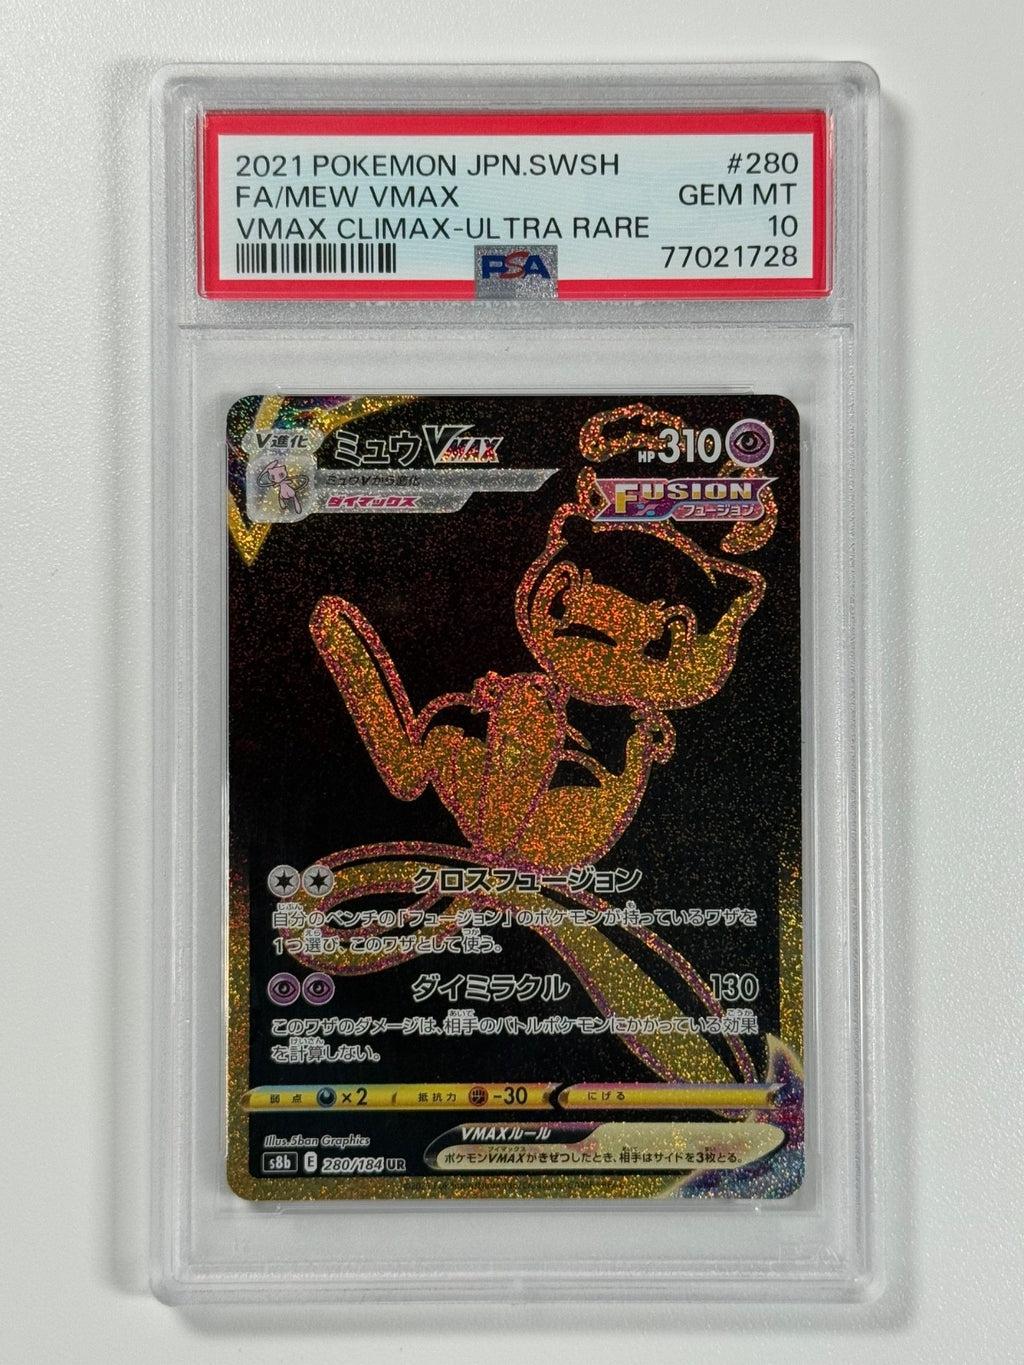 2021 POKEMON JPN.SWSH #280
FA/MEW VMAX GEM MT
VMAX CLIMAX-ULTRA RARE 10
PSA 77021728
V進化 ミュウVMAX HP310
ミュウVから進化
ダイマックス
FUSION
フュージョン
クロスフュージョン
自分のベンチの「フュージョン」のポケモンが持っているワザを
1つ選び、このワザとして使う。
ダイミラクル 130
このワザのダメージは、相手のバトルポケモンにかかっている効果
を計算しない。
弱点 ×2 抵抗力 -30 にげる
VMAXルール
ポケモンVMAXがきぜつしたとき、相手はサイドを3枚とる。
Illus.5ban Graphics
s8b E 280/184 UR